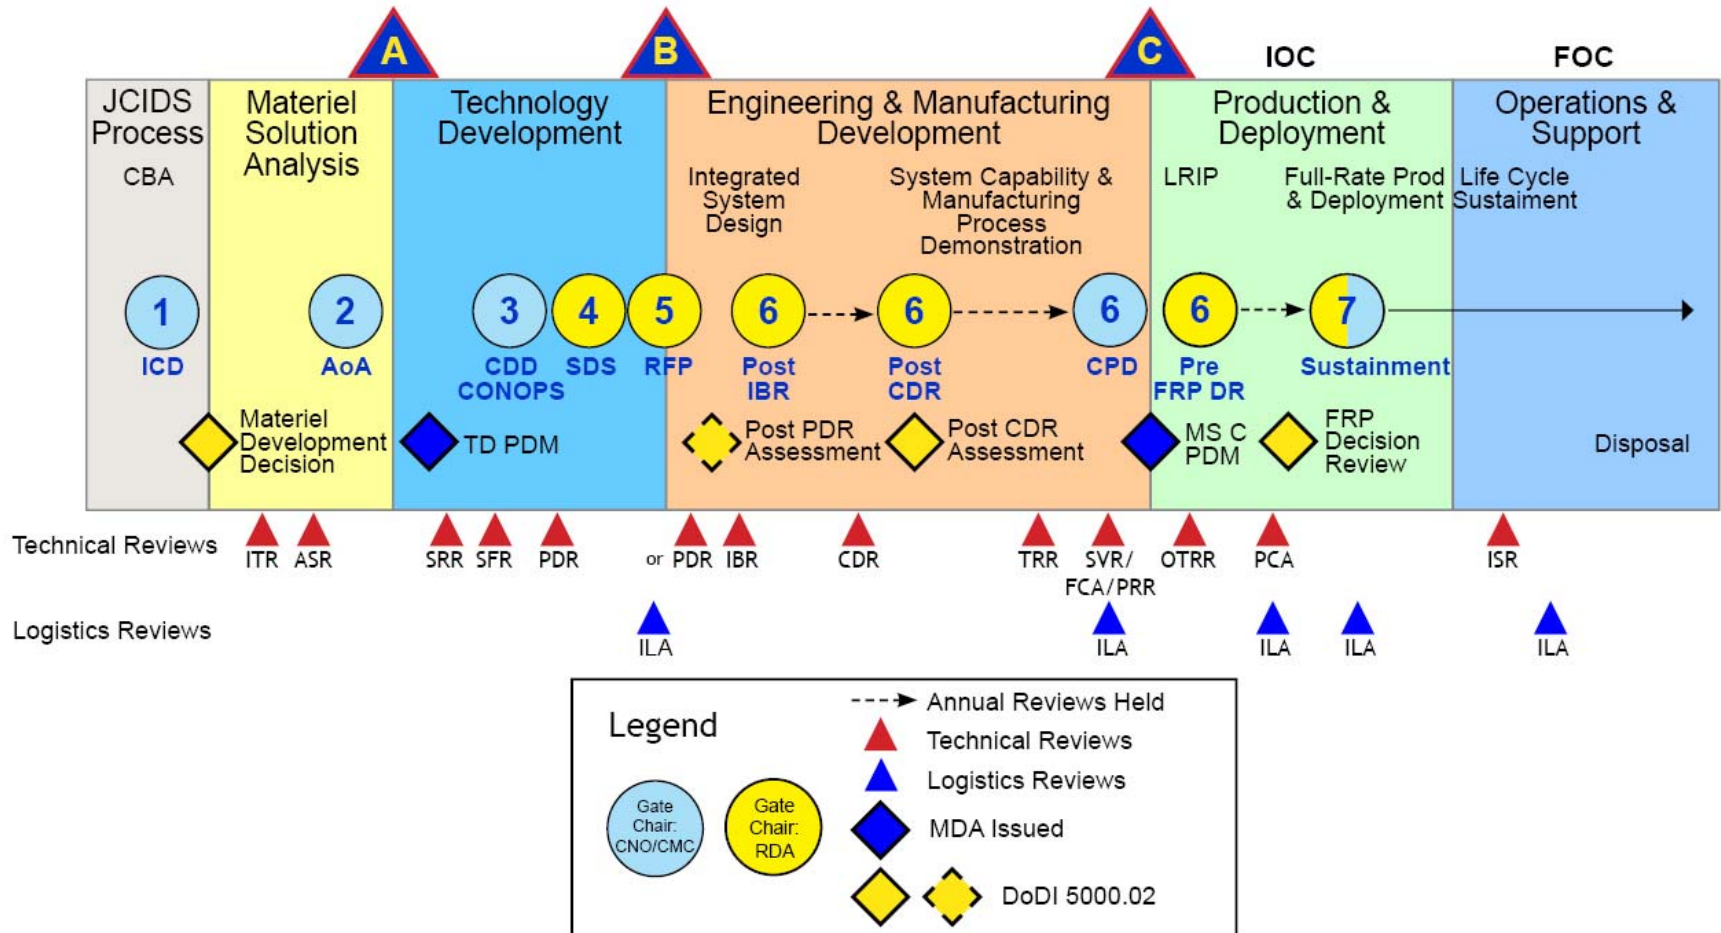 A
B
C
IOC
FOC
JCIDS
Process
CBA
Materiel
Solution
Analysis
Technology
Development
Engineering & Manufacturing
Development
Integrated
System
Design
System Capability &
Manufacturing
Process
Demonstration
Production &
Deployment
LRIP
Full-Rate Prod
& Deployment
Operations &
Support
Life Cycle
Sustaiment
1
ICD
2
AoA
3
CDD
CONOPS
4
SDS
5
RFP
6
Post
IBR
6
Post
CDR
6
CPD
6
Pre
FRP DR
7
Sustainment
Materiel
Development
Decision
TD PDM
Post PDR
Assessment
Post CDR
Assessment
MS C
PDM
FRP
Decision
Review
Disposal
Technical Reviews
ITR
ASR
SRR
SFR
PDR
or
PDR
IBR
CDR
TRR
SVR/
FCA/PRR
OTRR
PCA
ISR
Logistics Reviews
ILA
ILA
ILA
ILA
ILA
Legend
Gate
Chair:
CNO/CMC
Gate
Chair:
RDA
Annual Reviews Held
Technical Reviews
Logistics Reviews
MDA Issued
DoDI 5000.02